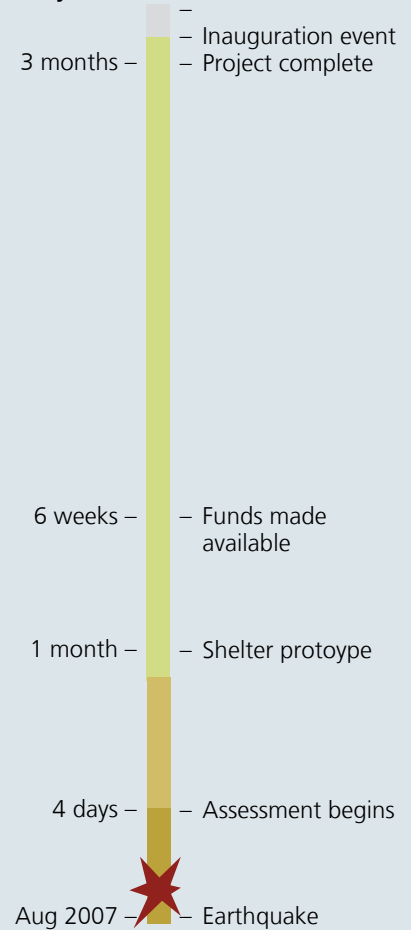 –
– Inauguration event
3 months – – Project complete
6 weeks – – Funds made
available
1 month – – Shelter protoype
4 days – – Assessment begins
Aug 2007 – – Earthquake